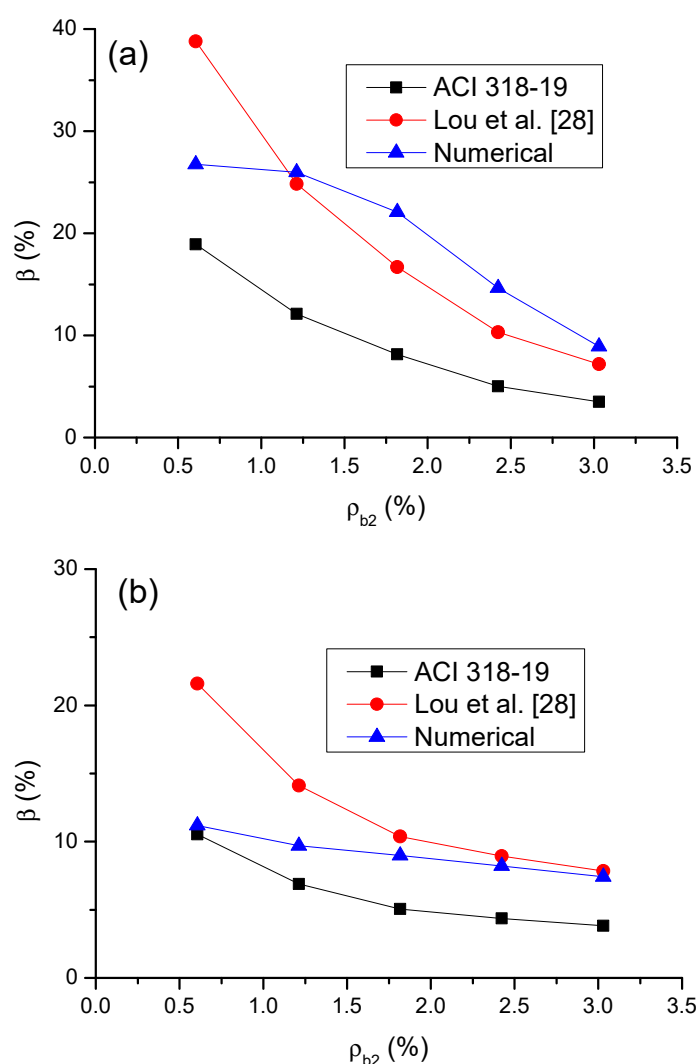 (a)
ACI 318-19
Lou et al. [28]
Numerical
40
30
20
10
0
β (%)
0.0 0.5 1.0 1.5 2.0 2.5 3.0 3.5
ρb2 (%)
(b)
ACI 318-19
Lou et al. [28]
Numerical
30
20
10
0
β (%)
0.0 0.5 1.0 1.5 2.0 2.5 3.0 3.5
ρb2 (%)